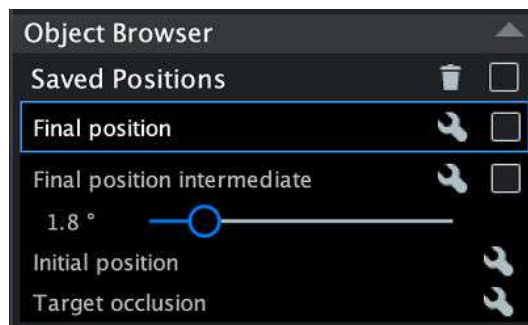 Object Browser
Saved Positions
Final position
Final position intermediate
1.8 °
Initial position
Target occlusion